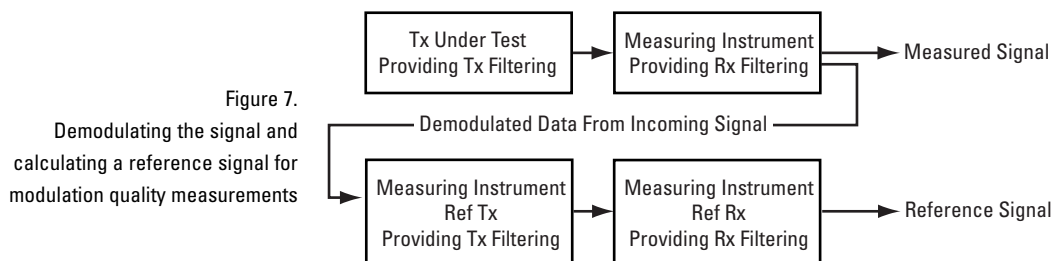 Figure 7.
Demodulating the signal and
calculating a reference signal for
modulation quality measurements
Tx Under Test
Providing Tx Filtering
Measuring Instrument
Providing Rx Filtering
Measured Signal
Demodulated Data From Incoming Signal
Measuring Instrument
Ref Tx
Providing Tx Filtering
Measuring Instrument
Ref Rx
Providing Rx Filtering
Reference Signal